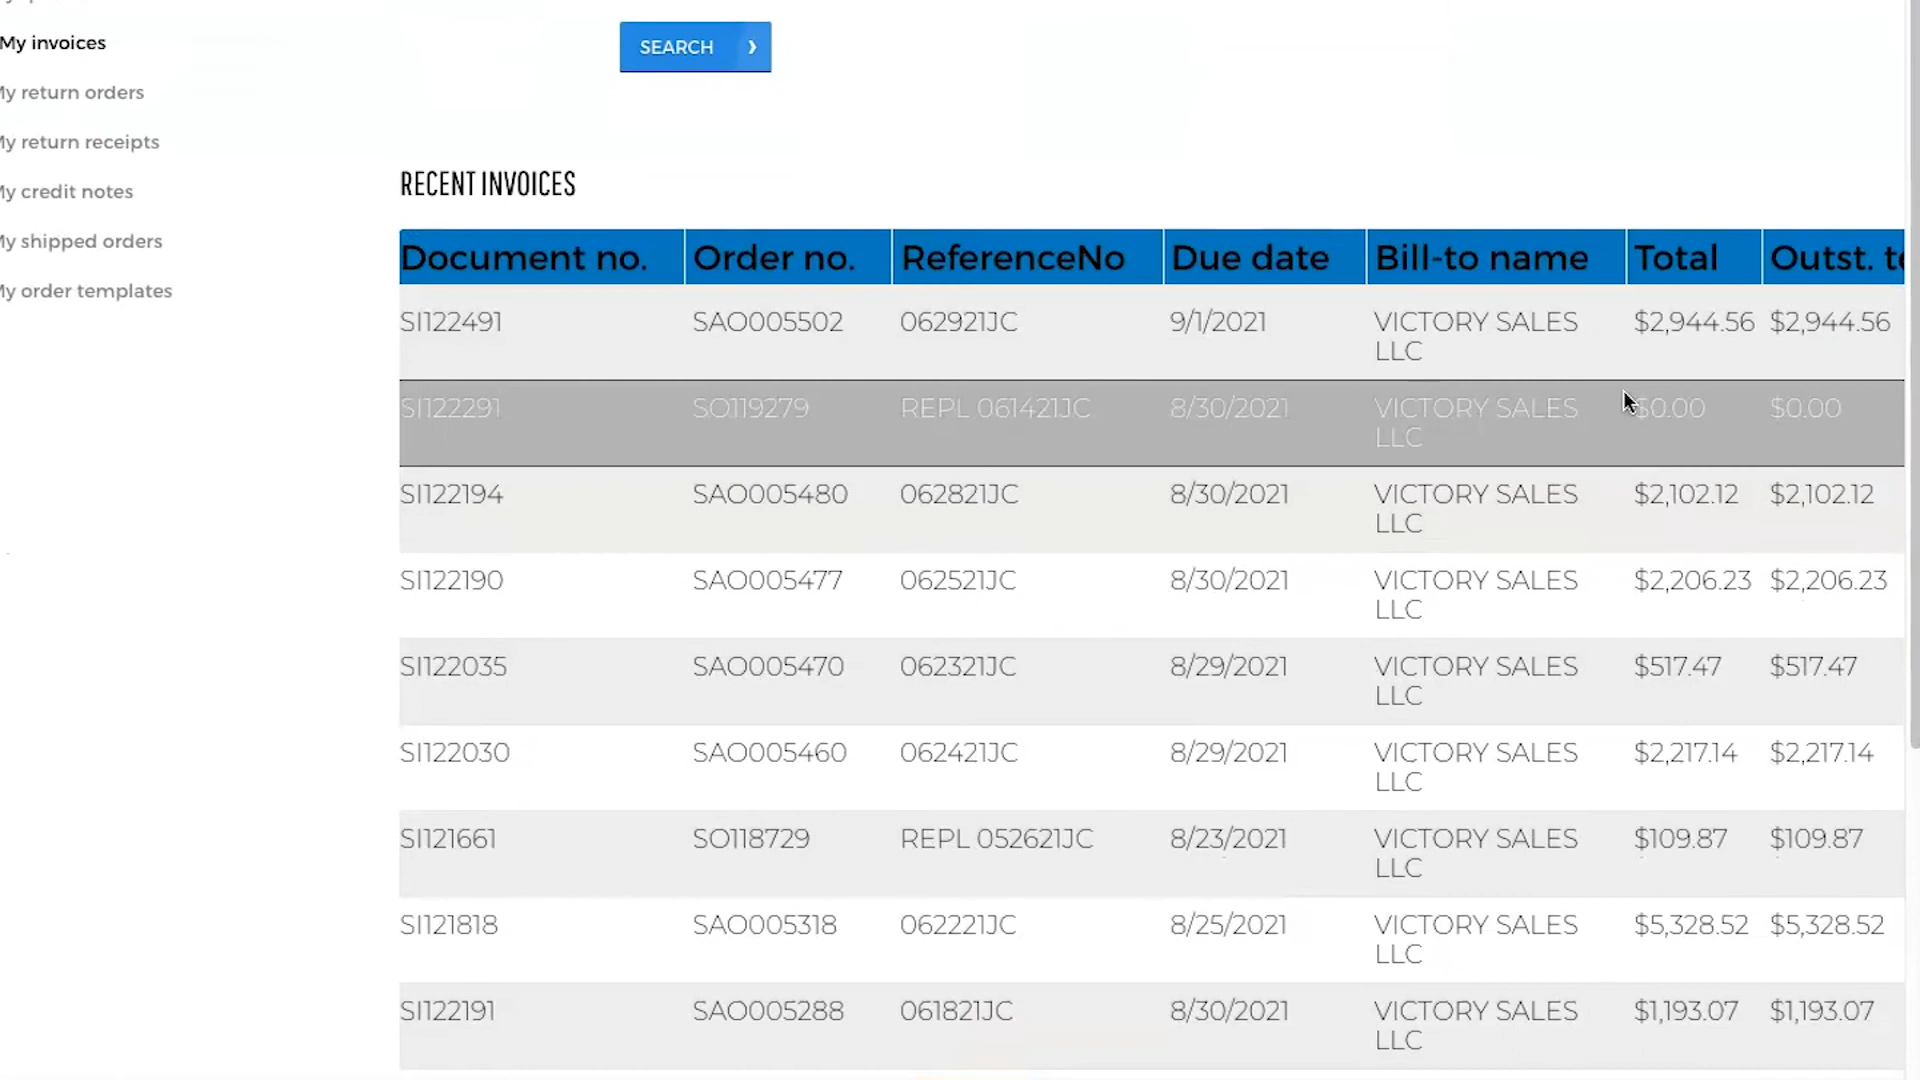 My invoices
SEARCH
My return orders
My return receipts
RECENT INVOICES
My credit notes
My shipped orders
My order templates
Document no. Order no. ReferenceNo Due date Bill-to name Total Outst.
SI122491 SAO005502 062921JC 9/1/2021 VICTORY SALES $2,944.56 $2,944.56
LLC
SI122291 SO119279 REPL 061421JC 8/30/2021 VICTORY SALES $0.00 $0.00
LLC
SI122194 SAO005480 062821JC 8/30/2021 VICTORY SALES $2,102.12 $2,102.12
LLC
SI122190 SAO005477 062521JC 8/30/2021 VICTORY SALES $2,206.23 $2,206.23
LLC
SI122035 SAO005470 062321JC 8/29/2021 VICTORY SALES $517.47 $517.47
LLC
SI122030 SAO005460 062421JC 8/29/2021 VICTORY SALES $2,217.14 $2,217.14
LLC
SI121661 SO118729 REPL 052621JC 8/23/2021 VICTORY SALES $109.87 $109.87
LLC
SI121818 SAO005318 062221JC 8/25/2021 VICTORY SALES $5,328.52 $5,328.52
LLC
SI122191 SAO005288 061821JC 8/30/2021 VICTORY SALES $1,193.07 $1,193.07
LLC